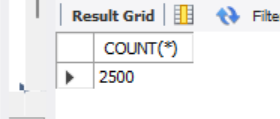 Result Grid Filte
COUNT(*)
2500